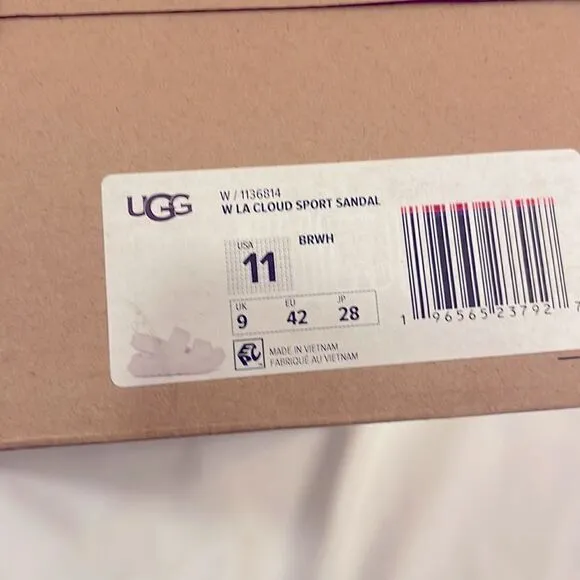 UGG
W / 1136814
W LA CLOUD SPORT SANDAL
BRWH
USA
11
UK EU JP
9 42 28
MADE IN VIETNAM
FABRIQUÉ AU VIETNAM
1 96565 23792 7